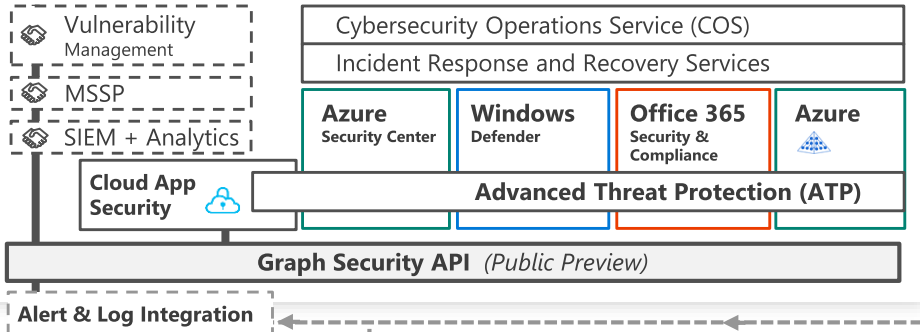 Vulnerability
Management
MSSP
SIEM + Analytics
Cybersecurity Operations Service (COS)
Incident Response and Recovery Services
Azure
Security Center
Windows
Defender
Office 365
Security &
Compliance
Azure
Cloud App
Security
Advanced Threat Protection (ATP)
Graph Security API (Public Preview)
Alert & Log Integration